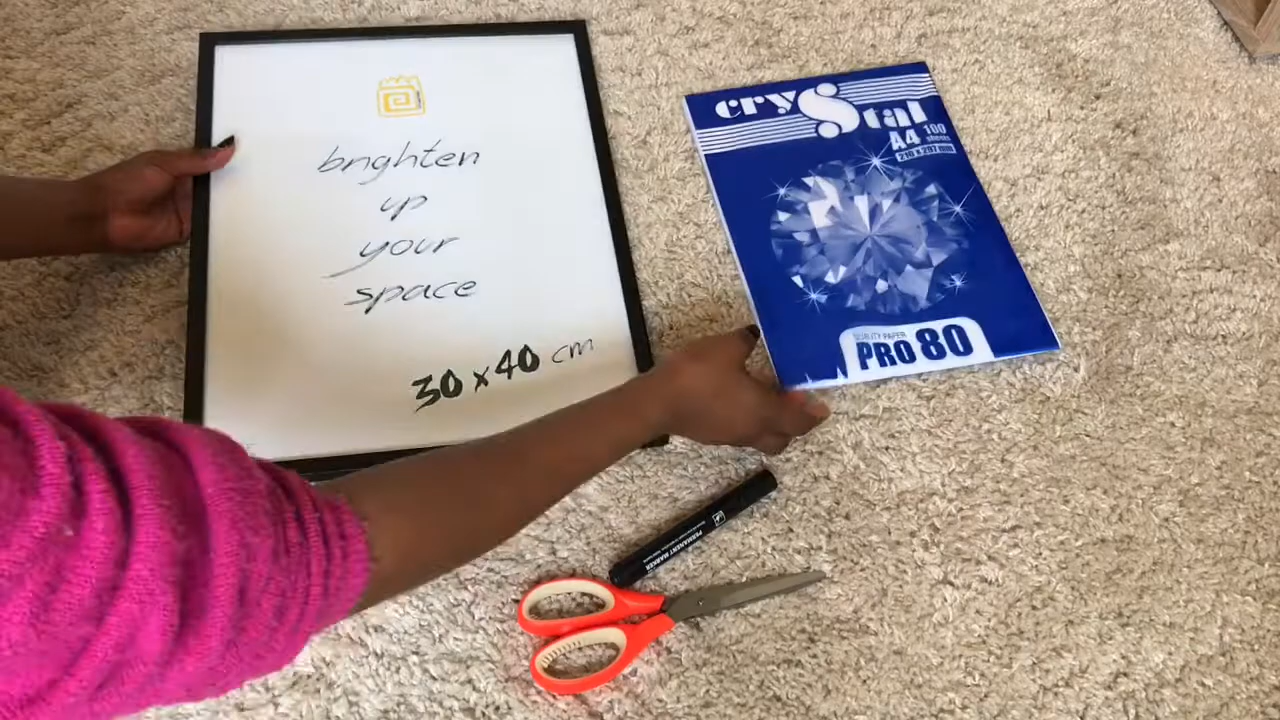 brighten
up
your
space
30 x 40 cm
cryStal
A4 100
sheets
210 x 297 mm
QUALITY PAPER
PRO 80
PERMANENT MARKER